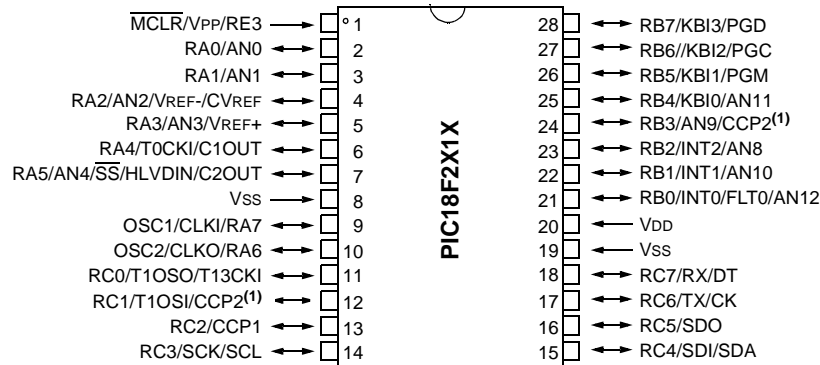 MCLR/VPP/RE3 1
RA0/AN0 2
RA1/AN1 3
RA2/AN2/VREF-/CVREF 4
RA3/AN3/VREF+ 5
RA4/T0CKI/C1OUT 6
RA5/AN4/SS/HLVDIN/C2OUT 7
VSS 8
OSC1/CLKI/RA7 9
OSC2/CLKO/RA6 10
RC0/T1OSO/T13CKI 11
RC1/T1OSI/CCP2(1) 12
RC2/CCP1 13
RC3/SCK/SCL 14
PIC18F2X1X
28 RB7/KBI3/PGD
27 RB6//KBI2/PGC
26 RB5/KBI1/PGM
25 RB4/KBI0/AN11
24 RB3/AN9/CCP2(1)
23 RB2/INT2/AN8
22 RB1/INT1/AN10
21 RB0/INT0/FLT0/AN12
20 VDD
19 VSS
18 RC7/RX/DT
17 RC6/TX/CK
16 RC5/SDO
15 RC4/SDI/SDA